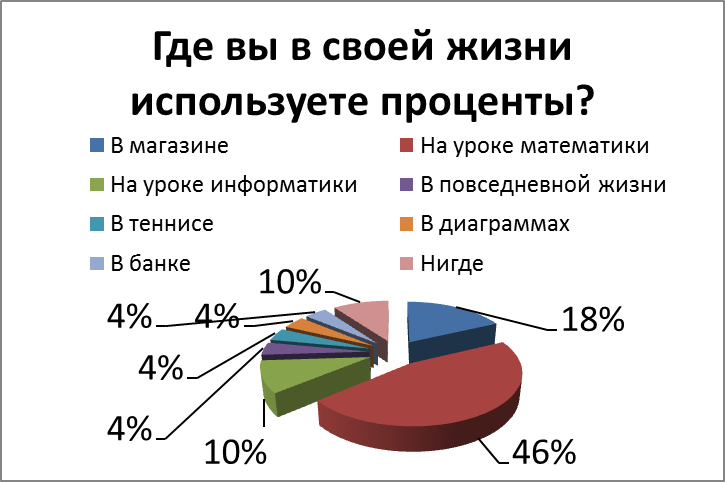 Где вы в своей жизни
используете проценты?
В магазине
На уроке математики
На уроке информатики
В повседневной жизни
В теннисе
В диаграммах
В банке
Нигде
10%
4%
4%
18%
4%
4%
10%
46%